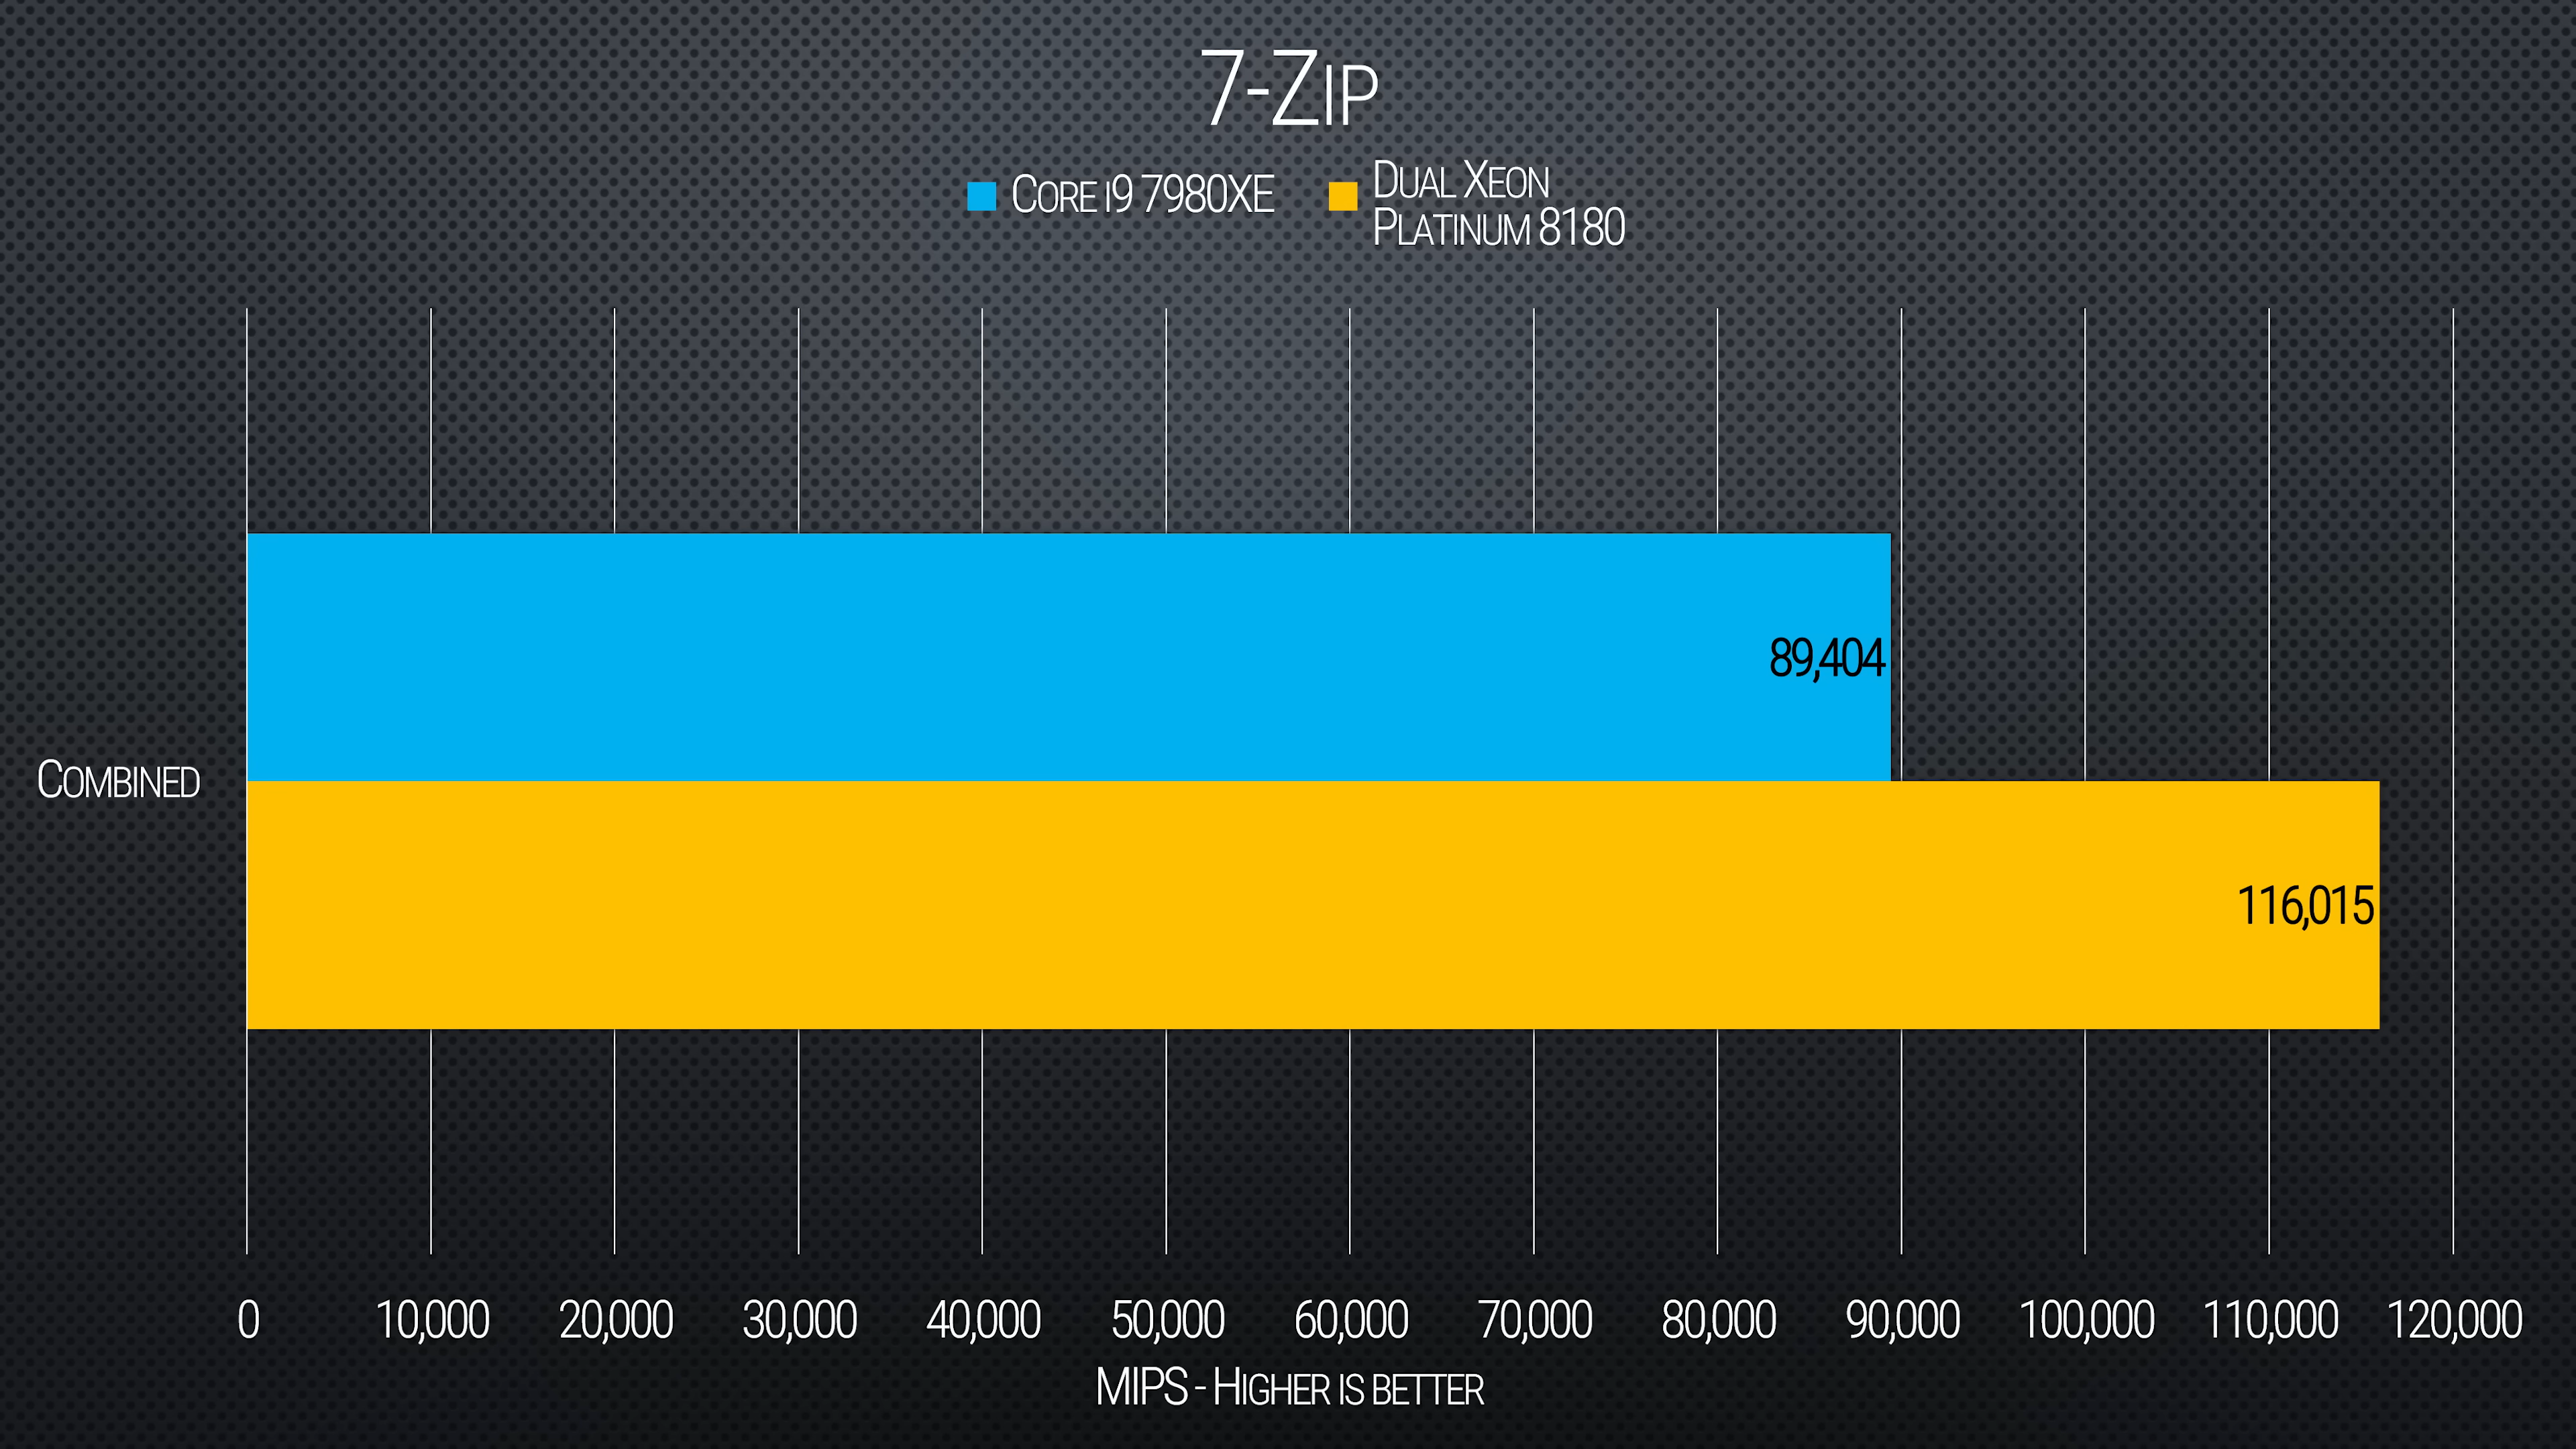 7-Zip
Core i9 7980XE
Dual Xeon
Platinum 8180
89,404
Combined
116,015
0 10,000 20,000 30,000 40,000 50,000 60,000 70,000 80,000 90,000 100,000 110,000 120,000
MIPS - Higher is better